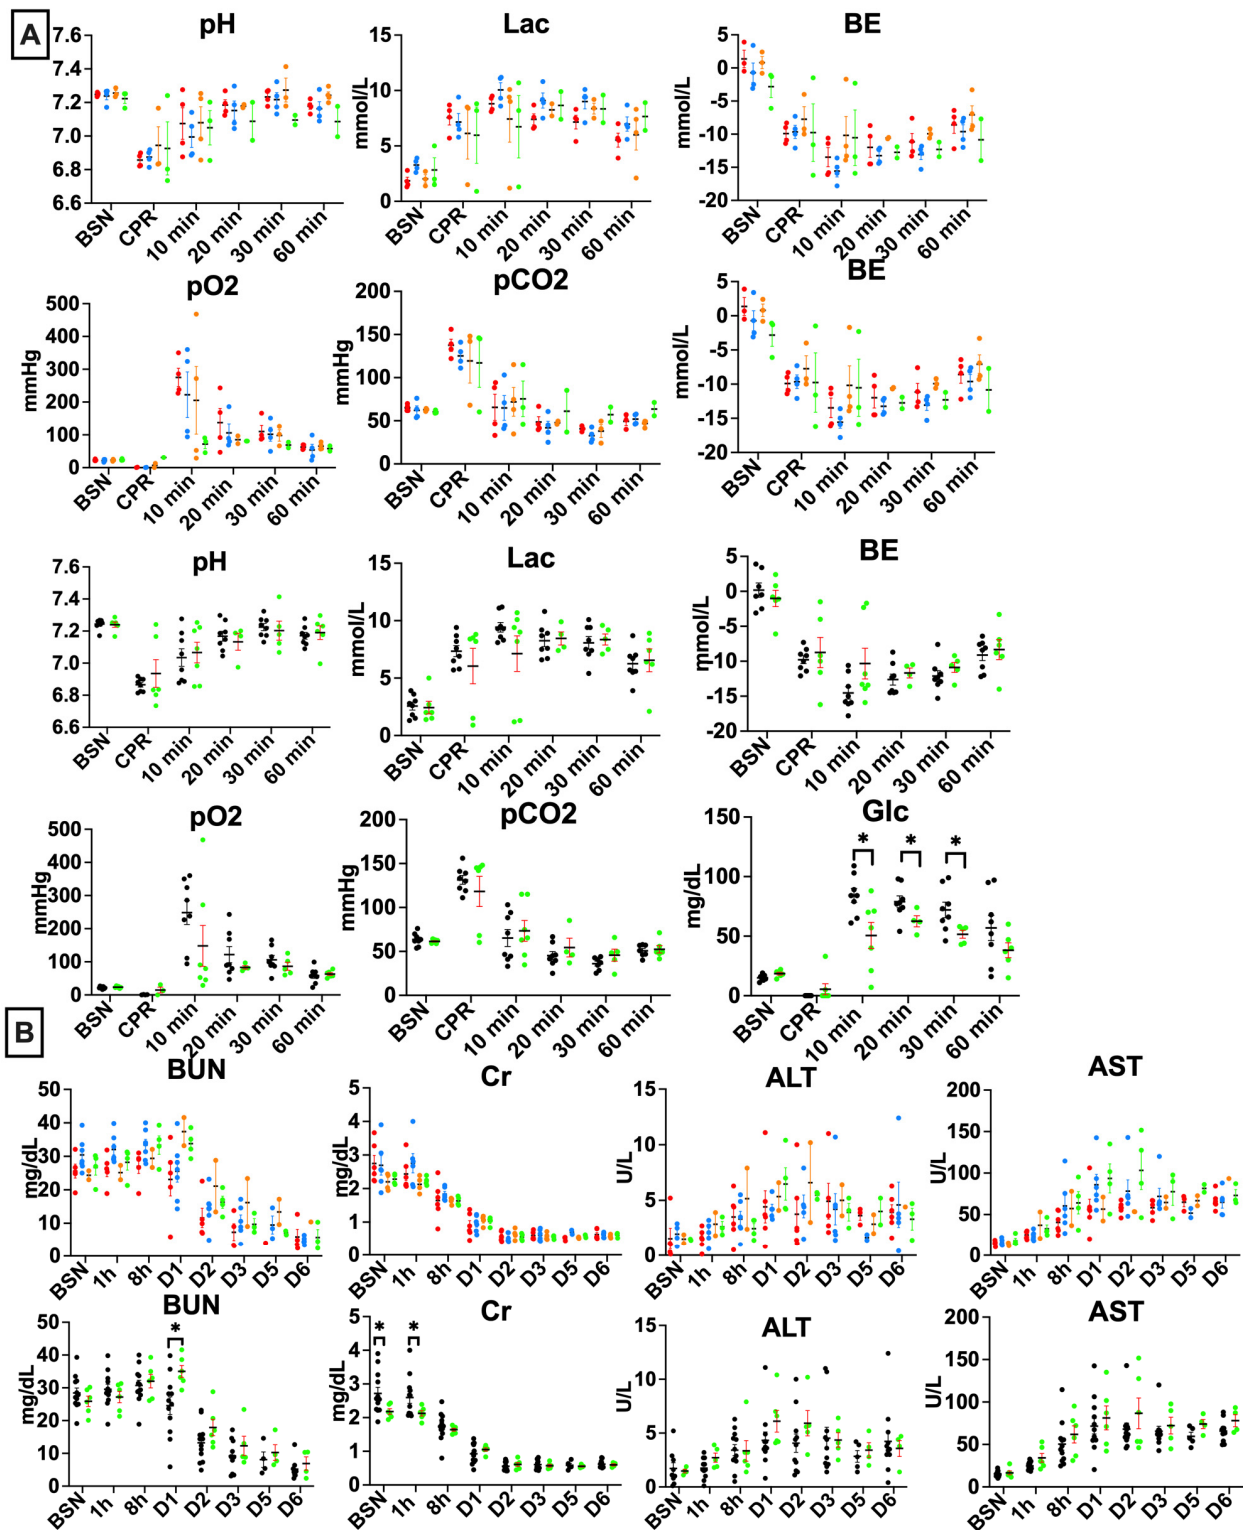 A
pH
7.6
7.4
7.2
7.0
6.8
6.6
BSN
CPR
10 min
20 min
30 min
60 min
Lac
mmol/L
15
10
5
0
BSN
CPR
10 min
20 min
30 min
60 min
BE
mmol/L
5
0
-5
-10
-15
-20
BSN
CPR
10 min
20 min
30 min
60 min
pO2
mmHg
500
400
300
200
100
0
BSN
CPR
10 min
20 min
30 min
60 min
pCO2
mmHg
200
150
100
50
0
BSN
CPR
10 min
20 min
30 min
60 min
BE
mmol/L
5
0
-5
-10
-15
-20
BSN
CPR
10 min
20 min
30 min
60 min
pH
7.6
7.4
7.2
7.0
6.8
6.6
BSN
CPR
10 min
20 min
30 min
60 min
Lac
mmol/L
15
10
5
0
BSN
CPR
10 min
20 min
30 min
60 min
BE
mmol/L
5
0
-5
-10
-15
-20
BSN
CPR
10 min
20 min
30 min
60 min
pO2
mmHg
500
400
300
200
100
0
BSN
CPR
10 min
20 min
30 min
60 min
pCO2
mmHg
200
150
100
50
0
BSN
CPR
10 min
20 min
30 min
60 min
Glc
mg/dL
150
100
50
0
* * *
BSN
CPR
10 min
20 min
30 min
60 min
B
BUN
mg/dL
50
40
30
20
10
0
BSN
1h
8h
D1
D2
D3
D5
D6
Cr
mg/dL
5
4
3
2
1
0
BSN
1h
8h
D1
D2
D3
D5
D6
ALT
U/L
15
10
5
0
BSN
1h
8h
D1
D2
D3
D5
D6
AST
U/L
200
150
100
50
0
BSN
1h
8h
D1
D2
D3
D5
D6
BUN
mg/dL
50
40
30
20
10
0
*
BSN
1h
8h
D1
D2
D3
D5
D6
Cr
mg/dL
5
4
3
2
1
0
* *
BSN
1h
8h
D1
D2
D3
D5
D6
ALT
U/L
15
10
5
0
BSN
1h
8h
D1
D2
D3
D5
D6
AST
U/L
200
150
100
50
0
BSN
1h
8h
D1
D2
D3
D5
D6